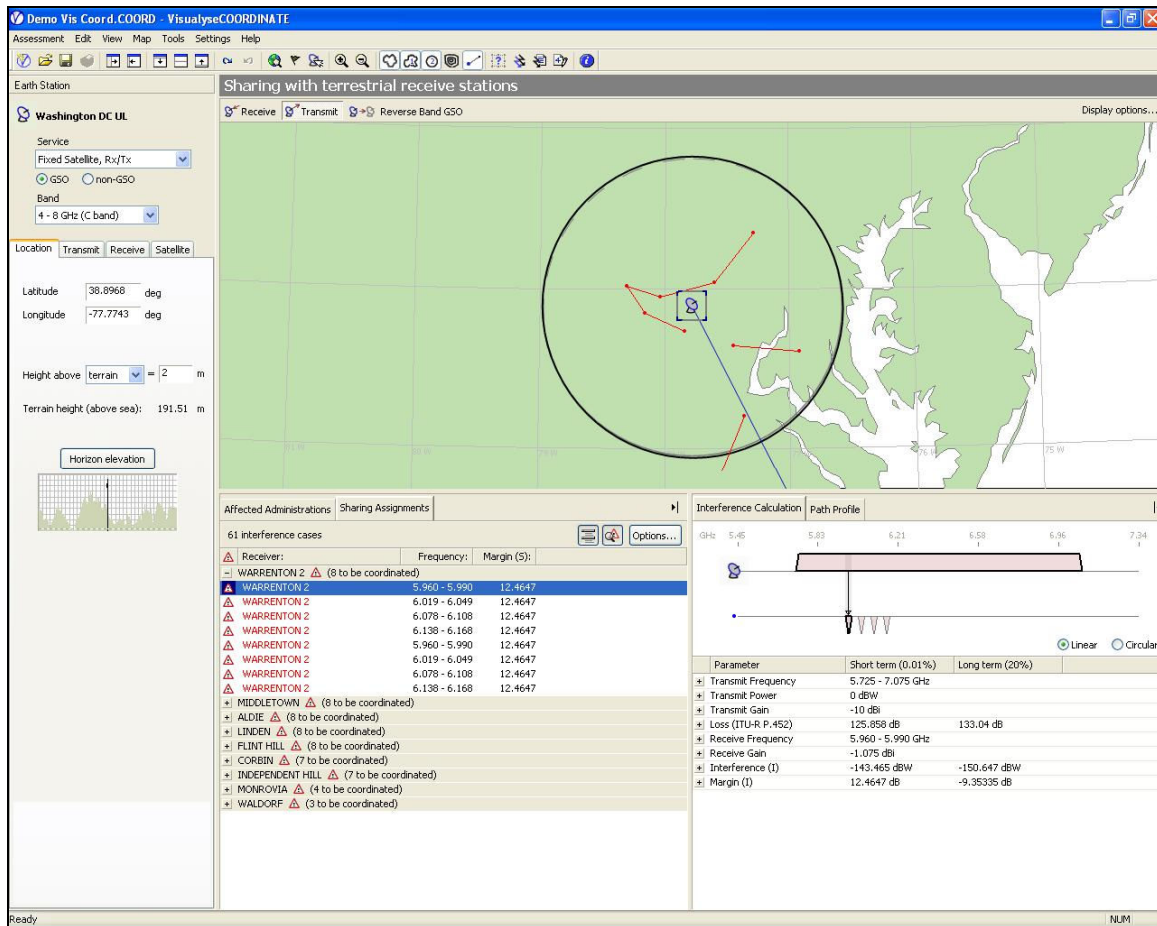 Demo Vis Coord.COORD - VisualyseCOORDINATE
Assessment Edit View Map Tools Settings Help
Earth Station
Sharing with terrestrial receive stations
Washington DC UL
Receive Transmit Reverse Band GSO
Display options...
Service
Fixed Satellite, Rx/Tx
GSO non-GSO
Band
4 - 8 GHz (C band)
Location Transmit Receive Satellite
Latitude 38.8968 deg
Longitude -77.7743 deg
Height above terrain = 2 m
Terrain height (above sea): 191.51 m
Horizon elevation
76 W
75 W
Affected Administrations Sharing Assignments
61 interference cases
Options...
Receiver: Frequency: Margin (S):
WARRENTON 2 (8 to be coordinated)
WARRENTON 2 5.960 - 5.990 12.4647
WARRENTON 2 6.019 - 6.049 12.4647
WARRENTON 2 6.078 - 6.108 12.4647
WARRENTON 2 6.138 - 6.168 12.4647
WARRENTON 2 5.960 - 5.990 12.4647
WARRENTON 2 6.019 - 6.049 12.4647
WARRENTON 2 6.078 - 6.108 12.4647
WARRENTON 2 6.138 - 6.168 12.4647
MIDDLETOWN (8 to be coordinated)
ALDIE (8 to be coordinated)
LINDEN (8 to be coordinated)
FLINT HILL (8 to be coordinated)
CORBIN (7 to be coordinated)
INDEPENDENT HILL (7 to be coordinated)
MONROVIA (4 to be coordinated)
WALDORF (3 to be coordinated)
Interference Calculation Path Profile
GHz 5.45 5.83 6.21 6.58 6.96 7.34
Linear Circular
Parameter Short term (0.01%) Long term (20%)
Transmit Frequency 5.725 - 7.075 GHz
Transmit Power 0 dBW
Transmit Gain -10 dBi
Loss (ITU-R P.452) 125.858 dB 133.04 dB
Receive Frequency 5.960 - 5.990 GHz
Receive Gain -1.075 dBi
Interference (I) -143.465 dBW -150.647 dBW
Margin (I) 12.4647 dB -9.35335 dB
Ready
NUM